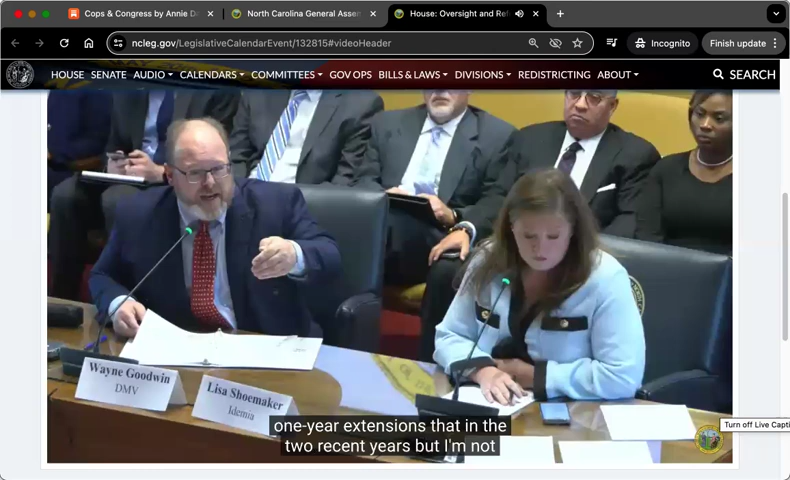 Cops & Congress by Annie Di
North Carolina General Assem
House: Oversight and Ref
ncleg.gov/LegislativeCalendarEvent/132815#videoHeader
Incognito
Finish update
HOUSE SENATE AUDIO CALENDARS COMMITTEES GOV OPS BILLS & LAWS DIVISIONS REDISTRICTING ABOUT SEARCH
Wayne Goodwin
DMV
Lisa Shoemaker
Idemia
one-year extensions that in the
two recent years but I'm not
Turn off Live Capti